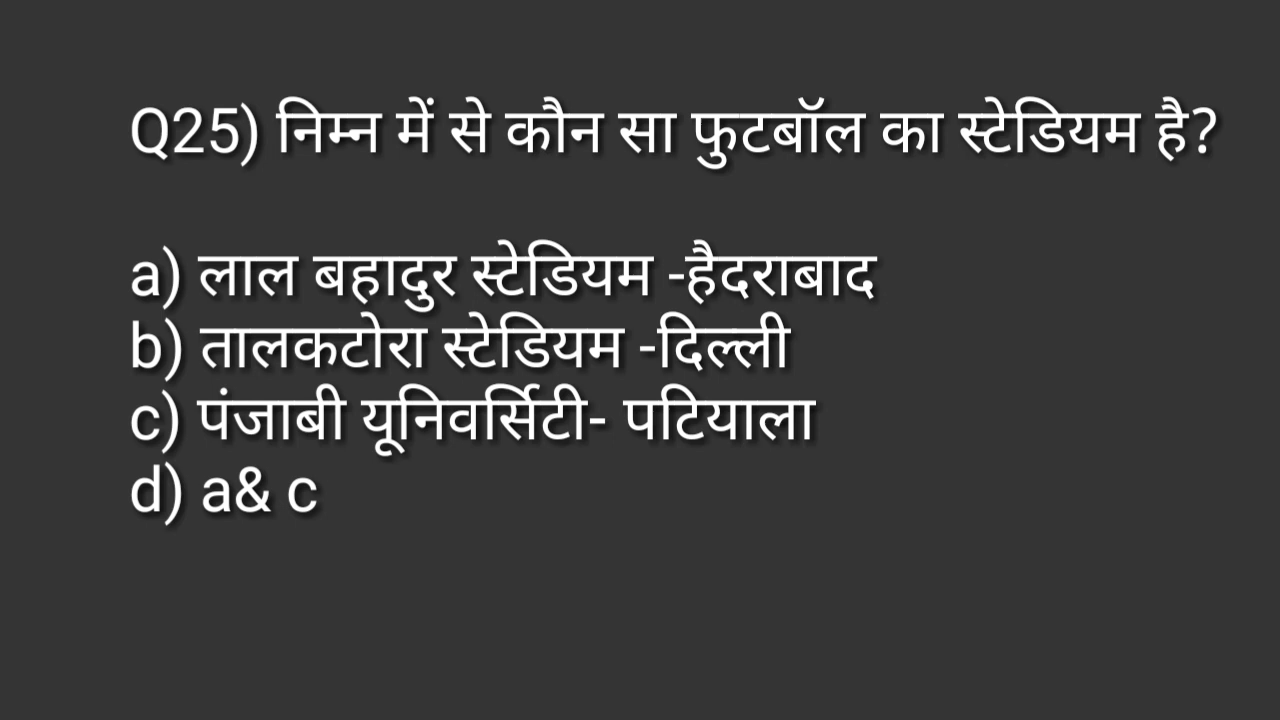 Q25) निम्न में से कौन सा फुटबॉल का स्टेडियम है?
a) लाल बहादुर स्टेडियम -हैदराबाद
b) तालकटोरा स्टेडियम -दिल्ली
c) पंजाबी यूनिवर्सिटी- पटियाला
d) a& c